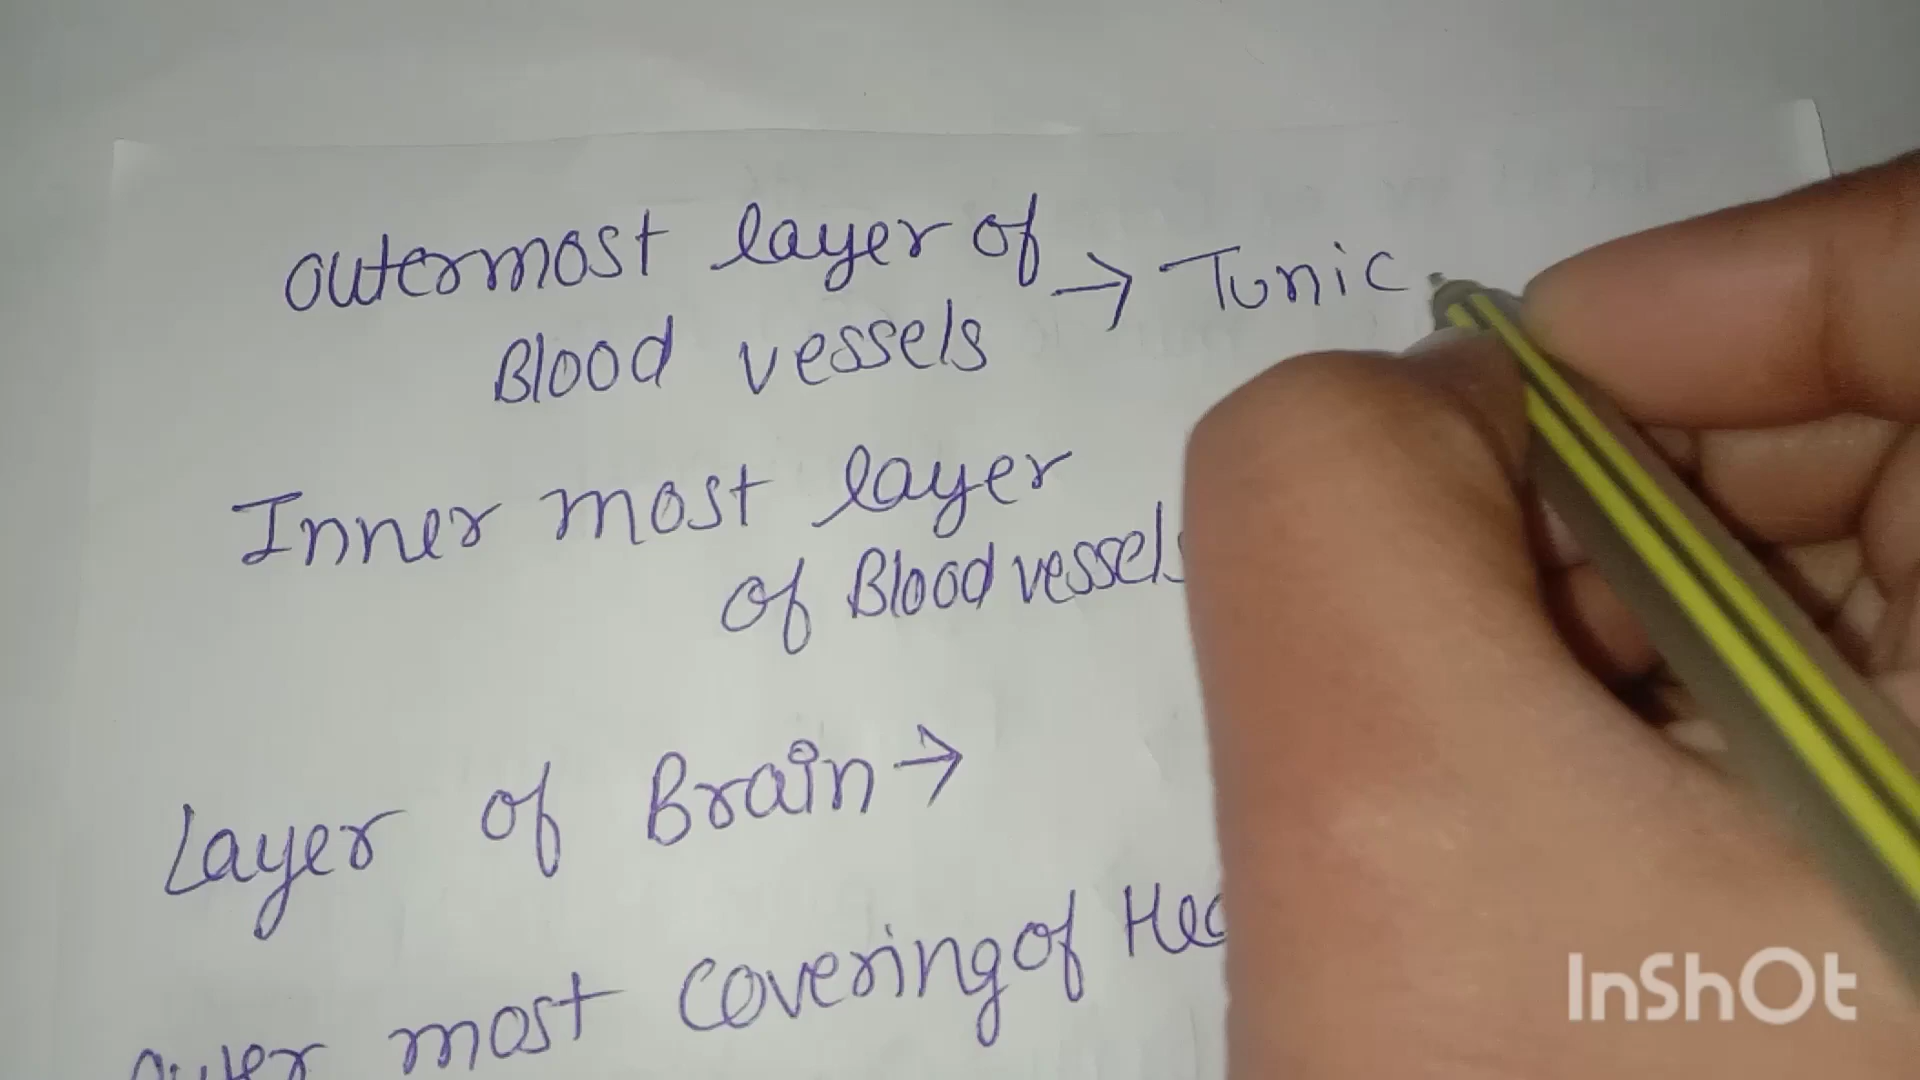 outermost layer of
Blood vessels → Tunic
Inner most layer
of Blood vessels
Layer of Brain →
most covering of
InShOt